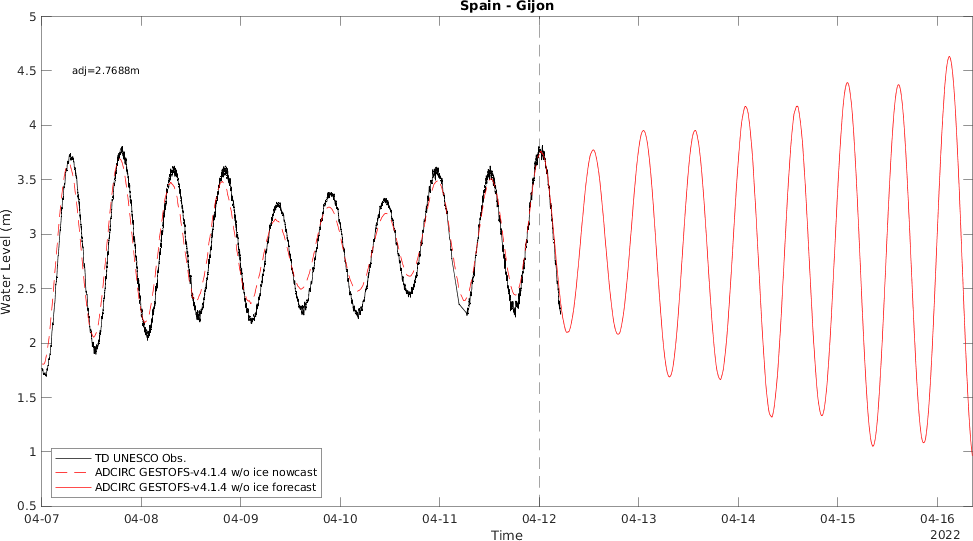 Spain - Gijon
5
4.5
4
3.5
3
2.5
2
1.5
1
0.5
Water Level (m)
adj=2.7688m
TD UNESCO Obs.
ADCIRC GESTOFS-v4.1.4 w/o ice nowcast
ADCIRC GESTOFS-v4.1.4 w/o ice forecast
04-07 04-08 04-09 04-10 04-11 04-12 04-13 04-14 04-15 04-16
Time
2022